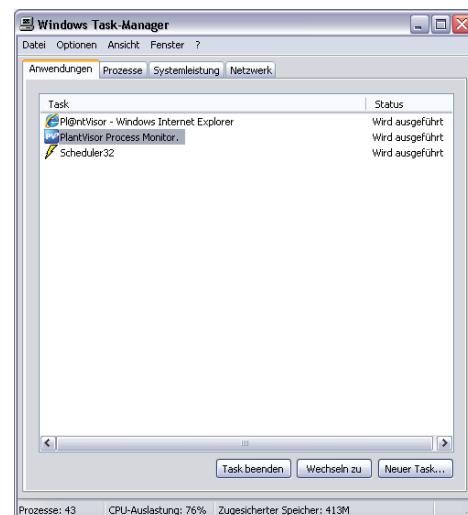 Windows Task-Manager
Datei Optionen Ansicht Fenster ?
Anwendungen Prozesse Systemleistung Netzwerk
Task Status
Pl@ntVisor - Windows Internet Explorer Wird ausgeführt
PV PlantVisor Process Monitor. Wird ausgeführt
Scheduler32 Wird ausgeführt
Task beenden Wechseln zu Neuer Task...
Prozesse: 43 CPU-Auslastung: 76% Zugesicherter Speicher: 413M